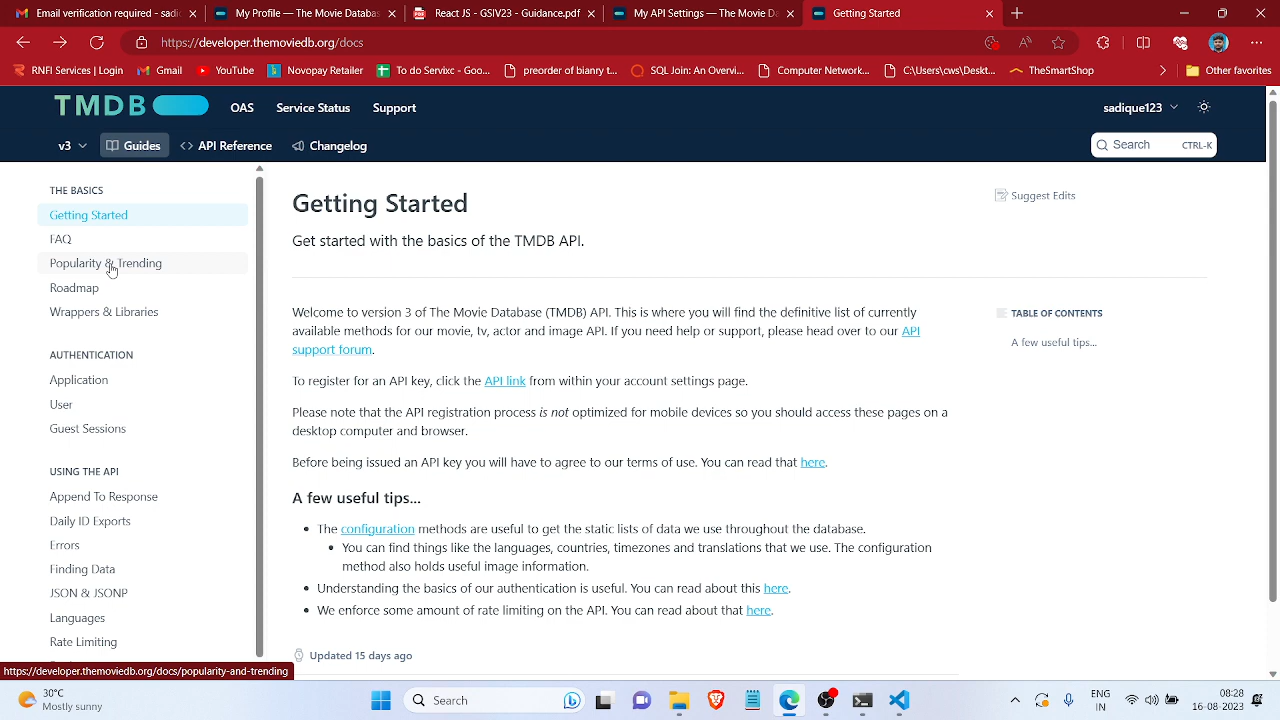 Email verification required - sadic
My Profile — The Movie Databas
React JS - GSIV23 - Guidance.pdf
My API Settings — The Movie Da
Getting Started
https://developer.themoviedb.org/docs
RNFI Services | Login
Gmail
YouTube
Novopay Retailer
To do Servixc - Goo...
preorder of bianry t...
SQL Join: An Overvi...
Computer Network...
C:\Users\cws\Deskt...
TheSmartShop
Other favorites
TMDB
OAS
Service Status
Support
sadique123
v3
Guides
<> API Reference
Changelog
Search
CTRL-K
THE BASICS
Getting Started
FAQ
Popularity & Trending
Roadmap
Wrappers & Libraries
AUTHENTICATION
Application
User
Guest Sessions
USING THE API
Append To Response
Daily ID Exports
Errors
Finding Data
JSON & JSONP
Languages
Rate Limiting
Getting Started
Get started with the basics of the TMDB API.
Suggest Edits
Welcome to version 3 of The Movie Database (TMDB) API. This is where you will find the definitive list of currently
available methods for our movie, tv, actor and image API. If you need help or support, please head over to our API
support forum.
To register for an API key, click the API link from within your account settings page.
Please note that the API registration process is not optimized for mobile devices so you should access these pages on a
desktop computer and browser.
Before being issued an API key you will have to agree to our terms of use. You can read that here.
A few useful tips...
• The configuration methods are useful to get the static lists of data we use throughout the database.
• You can find things like the languages, countries, timezones and translations that we use. The configuration
method also holds useful image information.
• Understanding the basics of our authentication is useful. You can read about this here.
• We enforce some amount of rate limiting on the API. You can read about that here.
Updated 15 days ago
TABLE OF CONTENTS
A few useful tips...
https://developer.themoviedb.org/docs/popularity-and-trending
30°C
Mostly sunny
Search
ENG
IN
08:28
16-08-2023